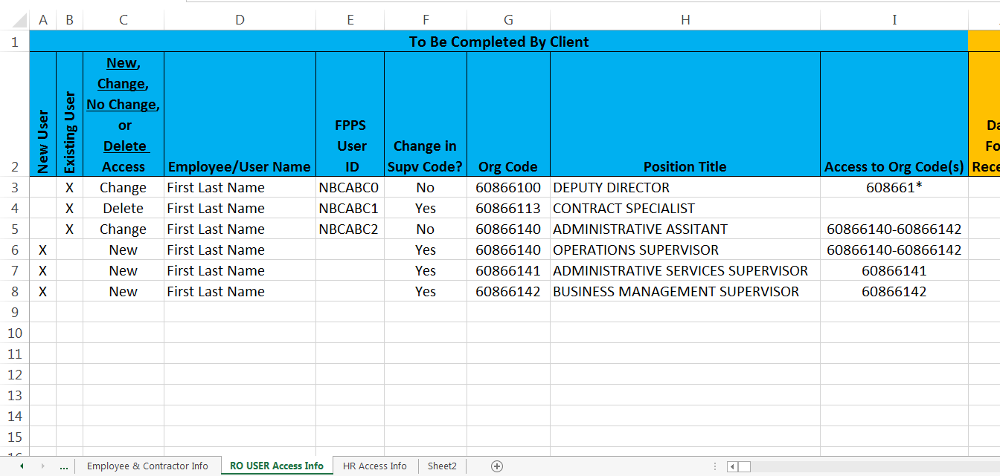 A B C D E F G H I
1 To Be Completed By Client
2 New User Existing User New, Change, No Change, or Delete Access Employee/User Name FPPS User ID Change in Supv Code? Org Code Position Title Access to Org Code(s)
3 X Change First Last Name NBCABC0 No 60866100 DEPUTY DIRECTOR 608661*
4 X Delete First Last Name NBCABC1 Yes 60866113 CONTRACT SPECIALIST
5 X Change First Last Name NBCABC2 No 60866140 ADMINISTRATIVE ASSITANT 60866140-60866142
6 X New First Last Name Yes 60866140 OPERATIONS SUPERVISOR 60866140-60866142
7 X New First Last Name Yes 60866141 ADMINISTRATIVE SERVICES SUPERVISOR 60866141
8 X New First Last Name Yes 60866142 BUSINESS MANAGEMENT SUPERVISOR 60866142
9
10
11
12
13
14
15
... Employee & Contractor Info RO USER Access Info HR Access Info Sheet2